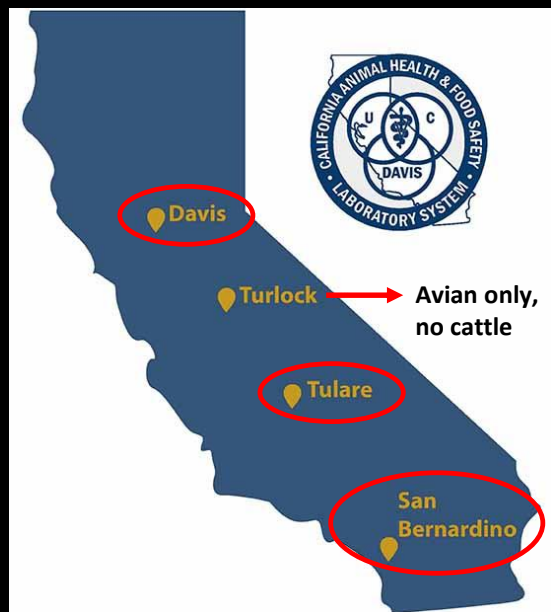 CALIFORNIA ANIMAL HEALTH & FOOD SAFETY
U C
DAVIS
• LABORATORY SYSTEM •
Davis
Turlock
Avian only,
no cattle
Tulare
San
Bernardino